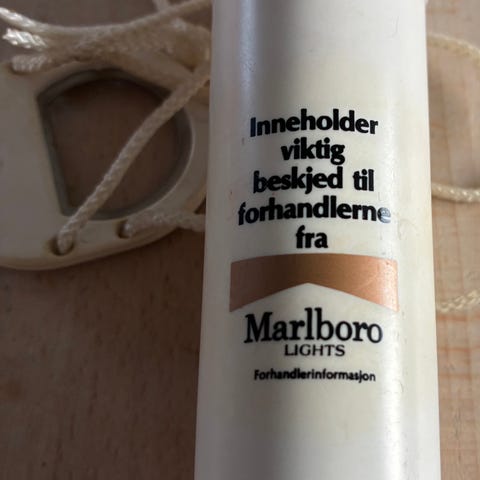 Inneholder
viktig
beskjed til
forhandlerne
fra
Marlboro
LIGHTS
Forhandlerinformasjon